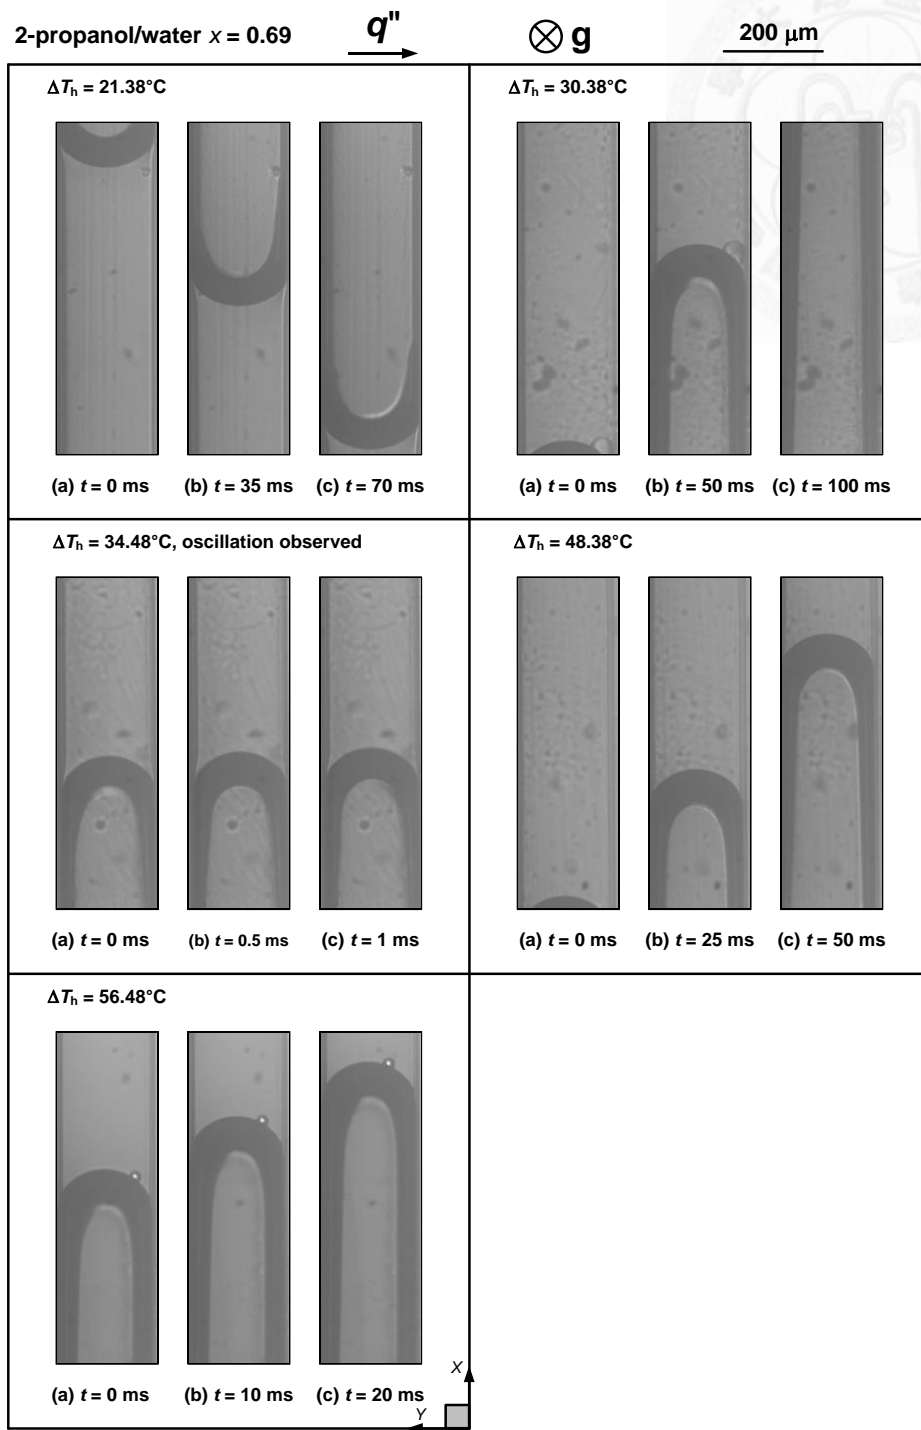 2-propanol/water x = 0.69 q" ⊗ g 200 μm
ΔTh = 21.38°C
(a) t = 0 ms (b) t = 35 ms (c) t = 70 ms
ΔTh = 30.38°C
(a) t = 0 ms (b) t = 50 ms (c) t = 100 ms
ΔTh = 34.48°C, oscillation observed
(a) t = 0 ms (b) t = 0.5 ms (c) t = 1 ms
ΔTh = 48.38°C
(a) t = 0 ms (b) t = 25 ms (c) t = 50 ms
ΔTh = 56.48°C
(a) t = 0 ms (b) t = 10 ms (c) t = 20 ms
X
Y